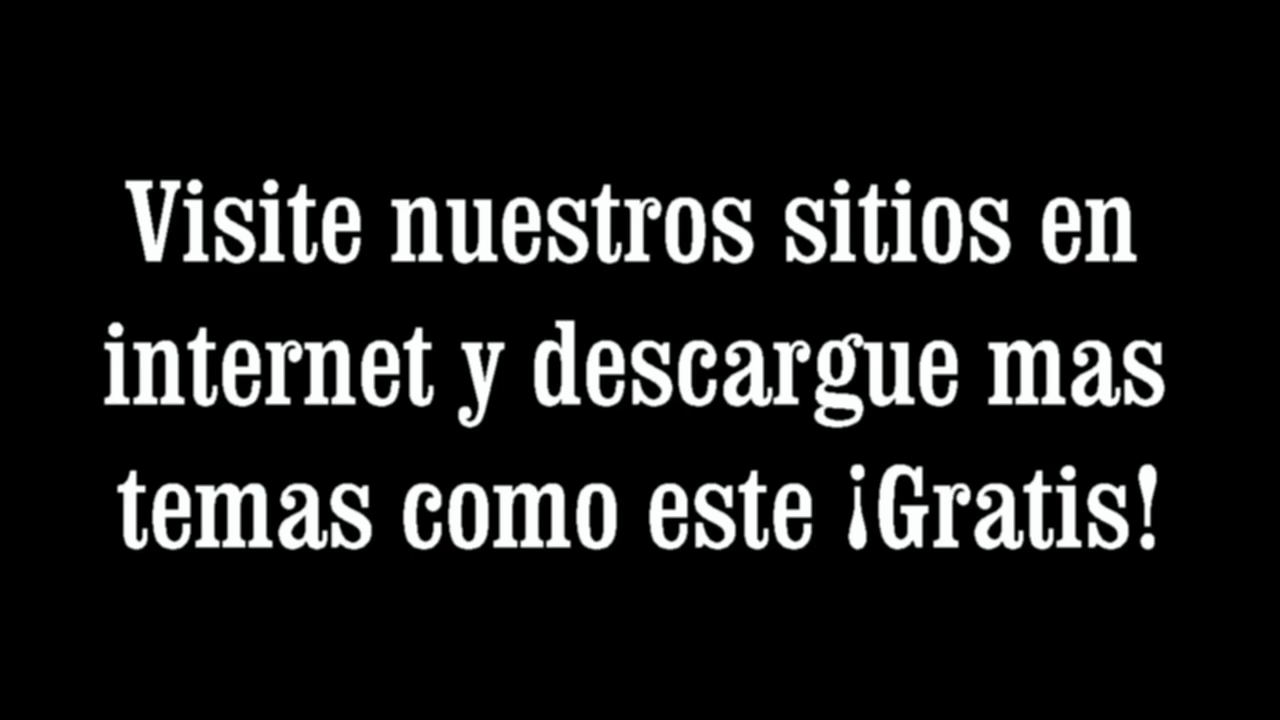 Visite nuestros sitios en
internet y descargue mas
temas como este ¡Gratis!